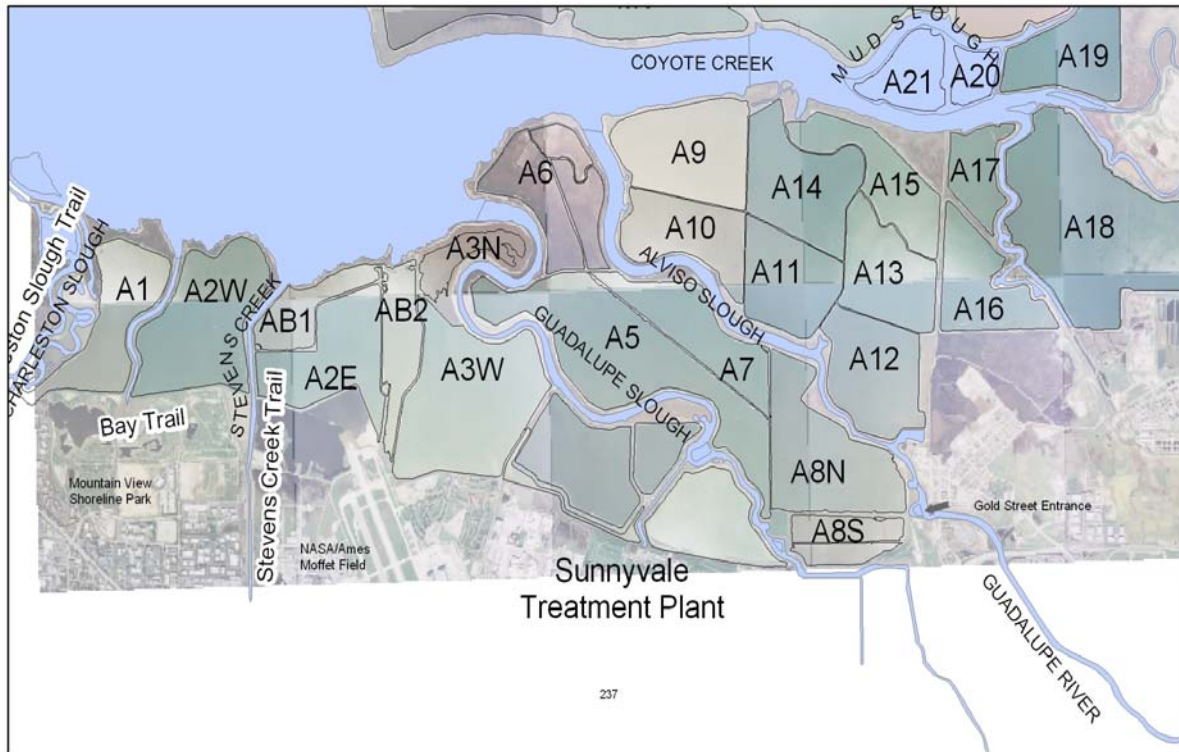 COYOTE CREEK
MUD SLOUGH
A21
A20
A19
A9
A6
A14
A15
A17
A10
A3N
A18
ALVISO SLOUGH
A11
A13
A16
Slough Trail
CHARLESTON SLOUGH
A1
A2W
STEVENS CREEK
AB1
AB2
GUADALUPE SLOUGH
A5
A7
A12
A2E
A3W
Bay Trail
Stevens Creek Trail
Mountain View
Shoreline Park
A8N
Gold Street Entrance
A8S
NASA/Ames
Moffet Field
Sunnyvale
Treatment Plant
GUADALUPE RIVER
237